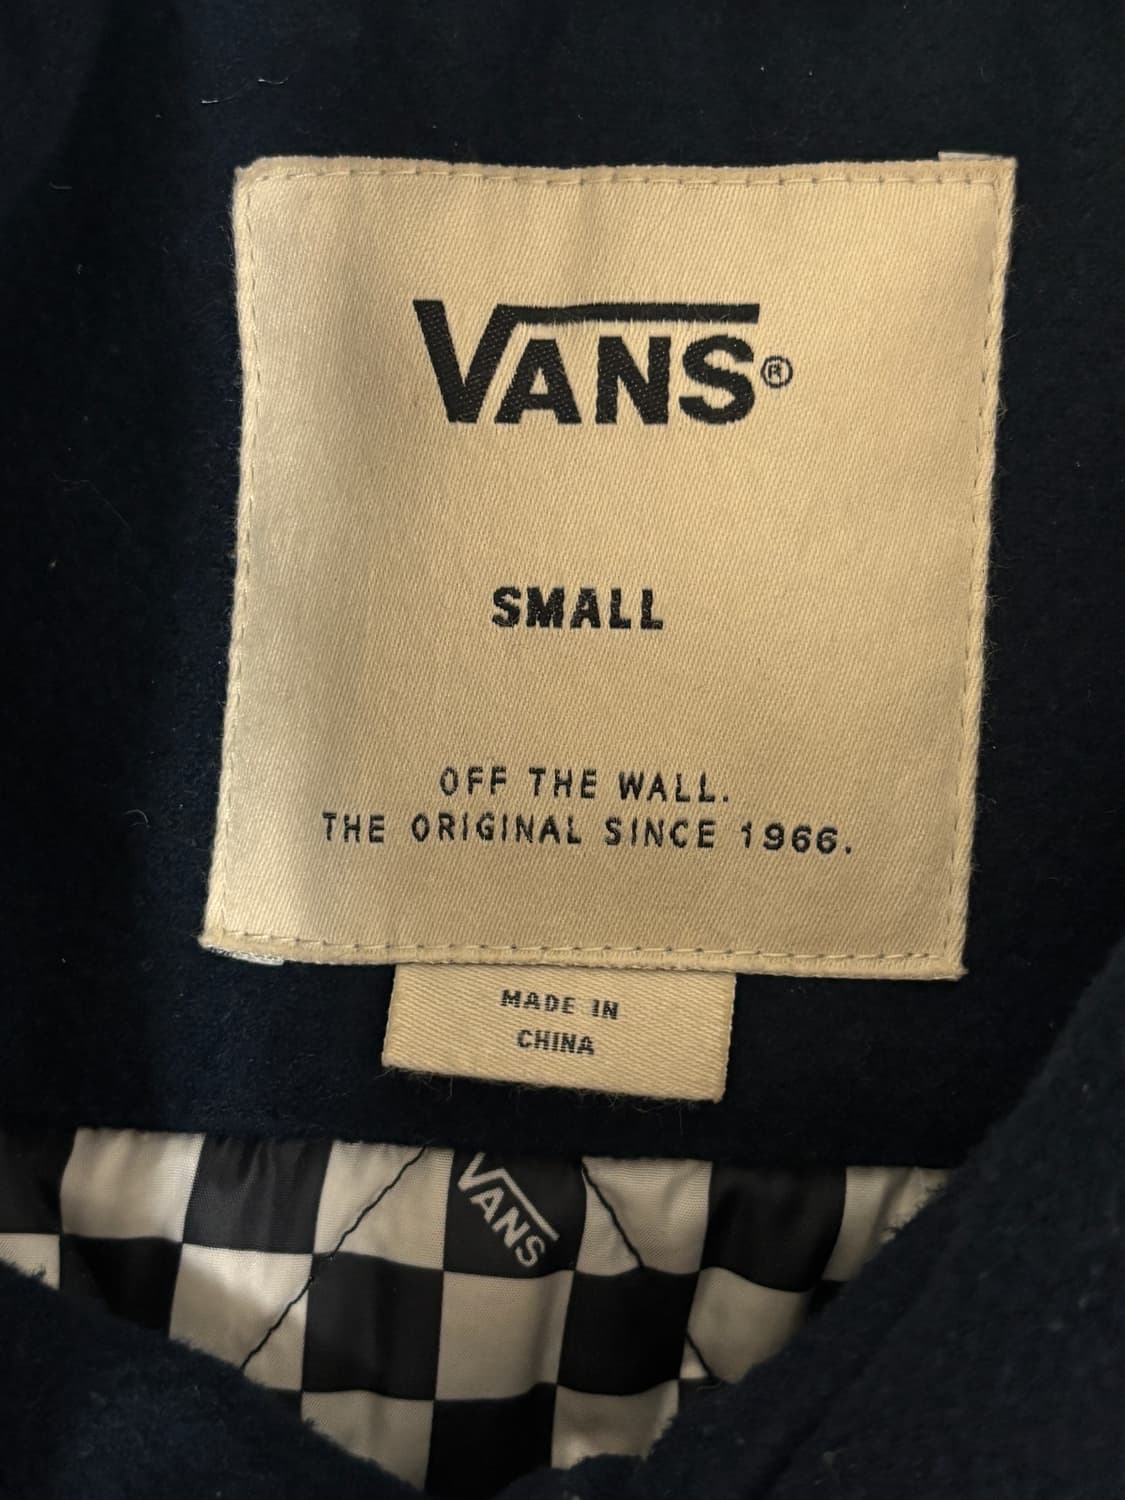 VANS®
SMALL
OFF THE WALL.
THE ORIGINAL SINCE 1966.
MADE IN
CHINA
VANS